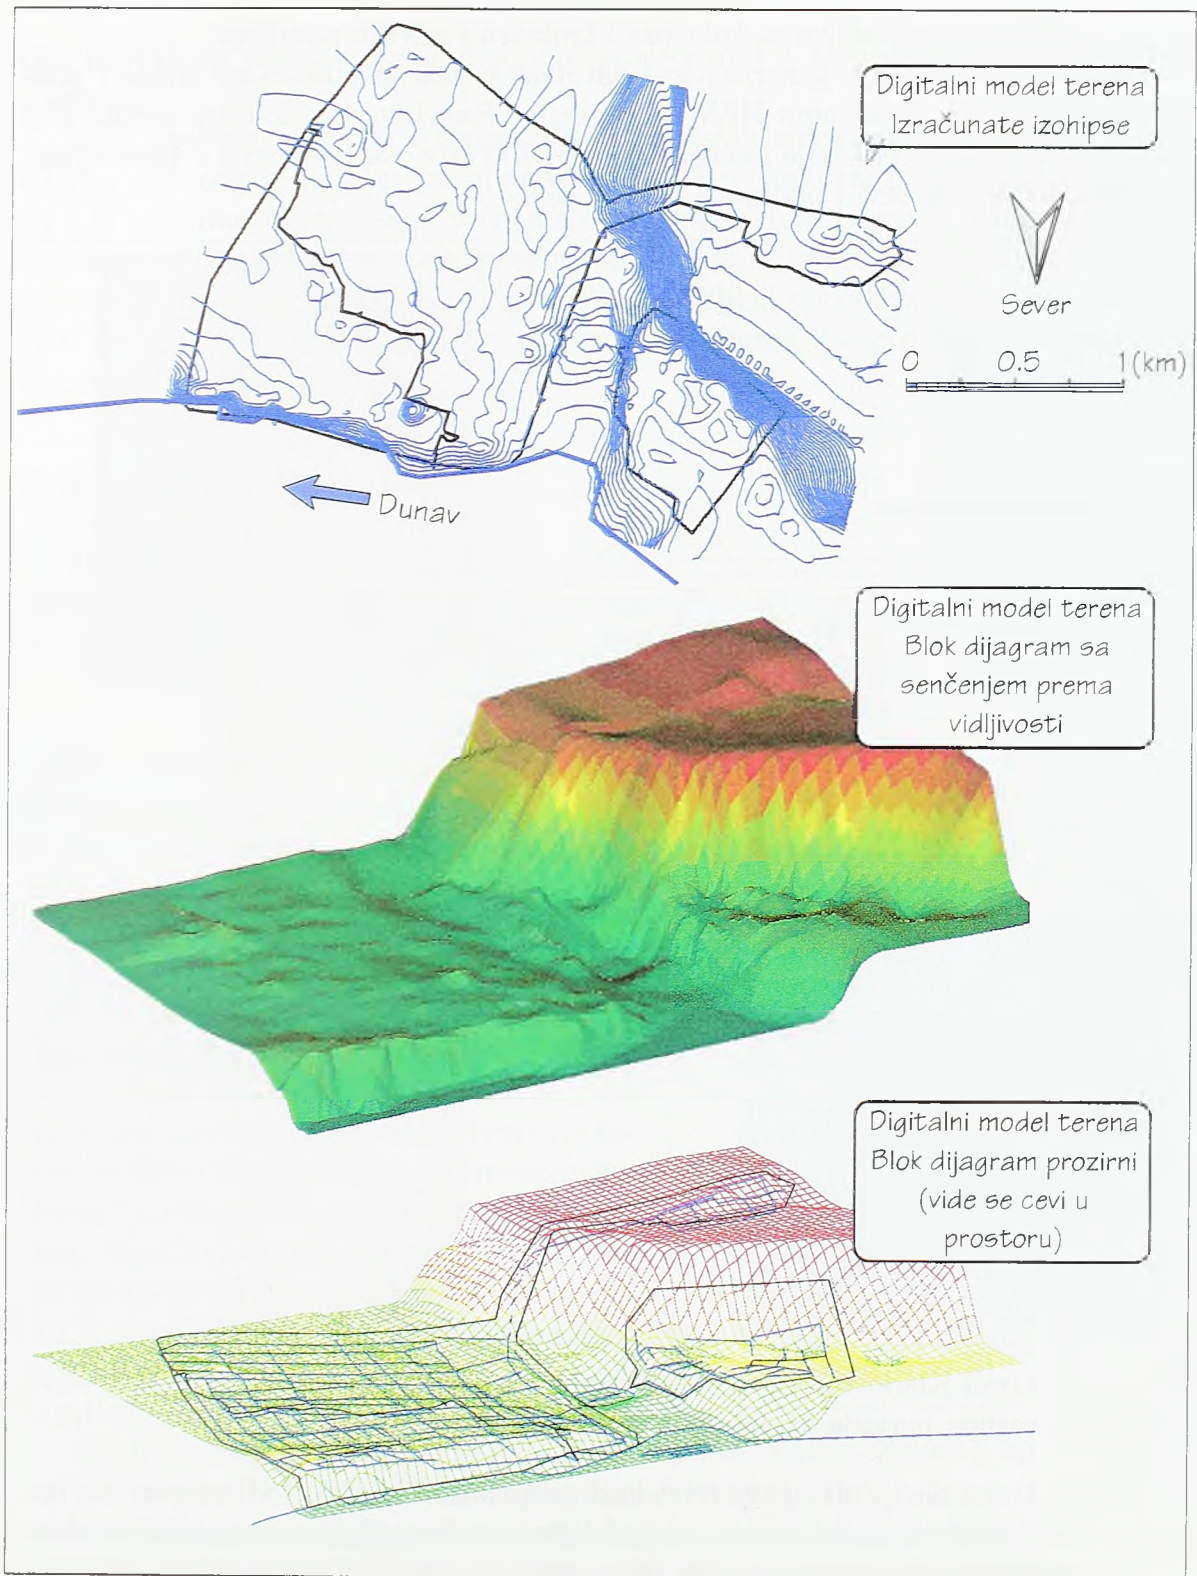 Digitalni model terena
Izračunate izohipse
Sever
0 0.5 1(km)
Dunav
Digitalni model terena
Blok dijagram sa
senčenjem prema
vidljivosti
Digitalni model terena
Blok dijagram prozirni
(vide se cevi u
prostoru)